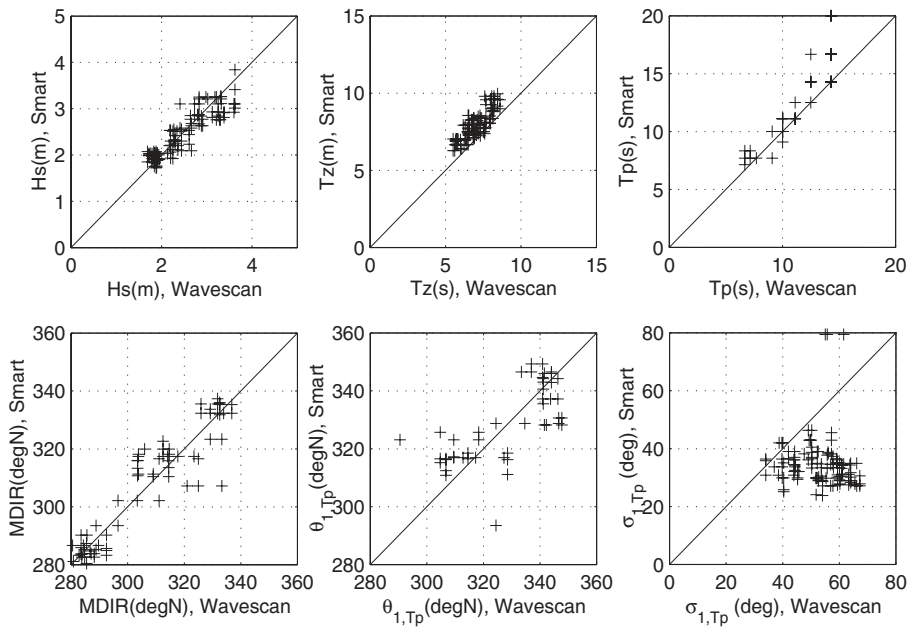 5
4
3
2
1
0
0 2 4
Hs(m), Smart
Hs(m), Wavescan
15
10
5
0
0 5 10 15
Tz(m), Smart
Tz(s), Wavescan
20
15
10
5
0
0 10 20
Tp(s), Smart
Tp(s), Wavescan
360
340
320
300
280
280 300 320 340 360
MDIR(degN), Smart
MDIR(degN), Wavescan
360
340
320
300
280
280 300 320 340 360
θ1,Tp(degN), Smart
θ1,Tp(degN), Wavescan
80
60
40
20
0
0 20 40 60 80
σ1,Tp (deg), Smart
σ1,Tp (deg), Wavescan